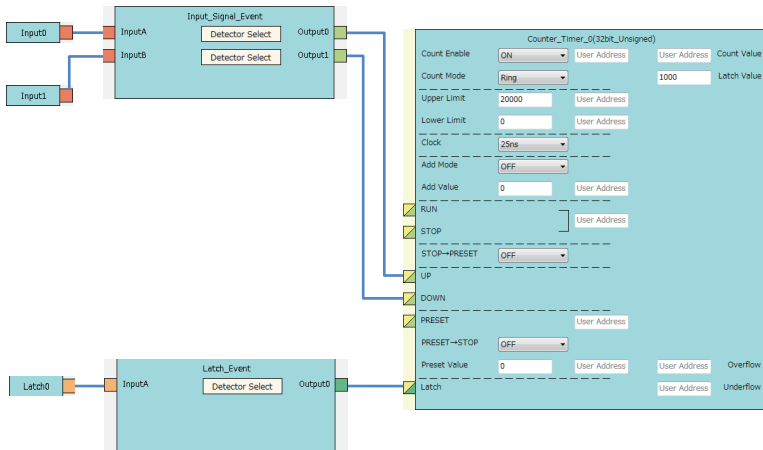 Input0
Input1
Input_Signal_Event
InputA Detector Select Output0
InputB Detector Select Output1
Latch0
Latch_Event
InputA Detector Select Output0
Counter_Timer_0(32bit_Unsigned)
Count Enable ON User Address User Address Count Value
Count Mode Ring 1000 Latch Value
Upper Limit 20000 User Address
Lower Limit 0 User Address
Clock 25ns
Add Mode OFF
Add Value 0 User Address
RUN
User Address
STOP
STOP→PRESET OFF
UP
DOWN
PRESET User Address
PRESET→STOP OFF
Preset Value 0 User Address User Address Overflow
Latch User Address Underflow